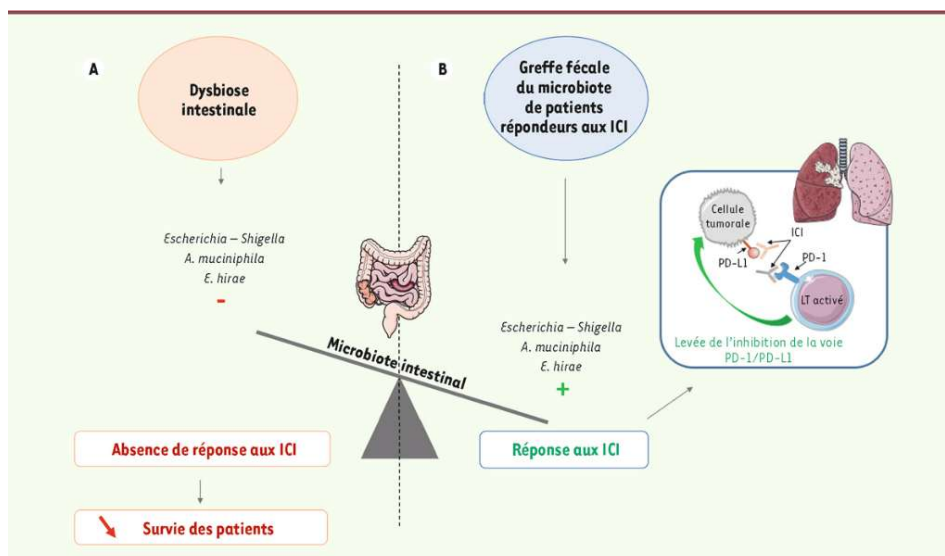 A
Dysbiose
intestinale
Escherichia – Shigella
A. muciniphila
E. hirae
-
Absence de réponse aux ICI
Survie des patients
Microbiote intestinal
B
Greffe fécale
du microbiote
de patients
répondeurs aux ICI
Escherichia – Shigella
A. muciniphila
E. hirae
+
Réponse aux ICI
Cellule
tumorale
ICI
PD-L1
PD-1
LT activé
Levée de l'inhibition de la voie
PD-1/PD-L1